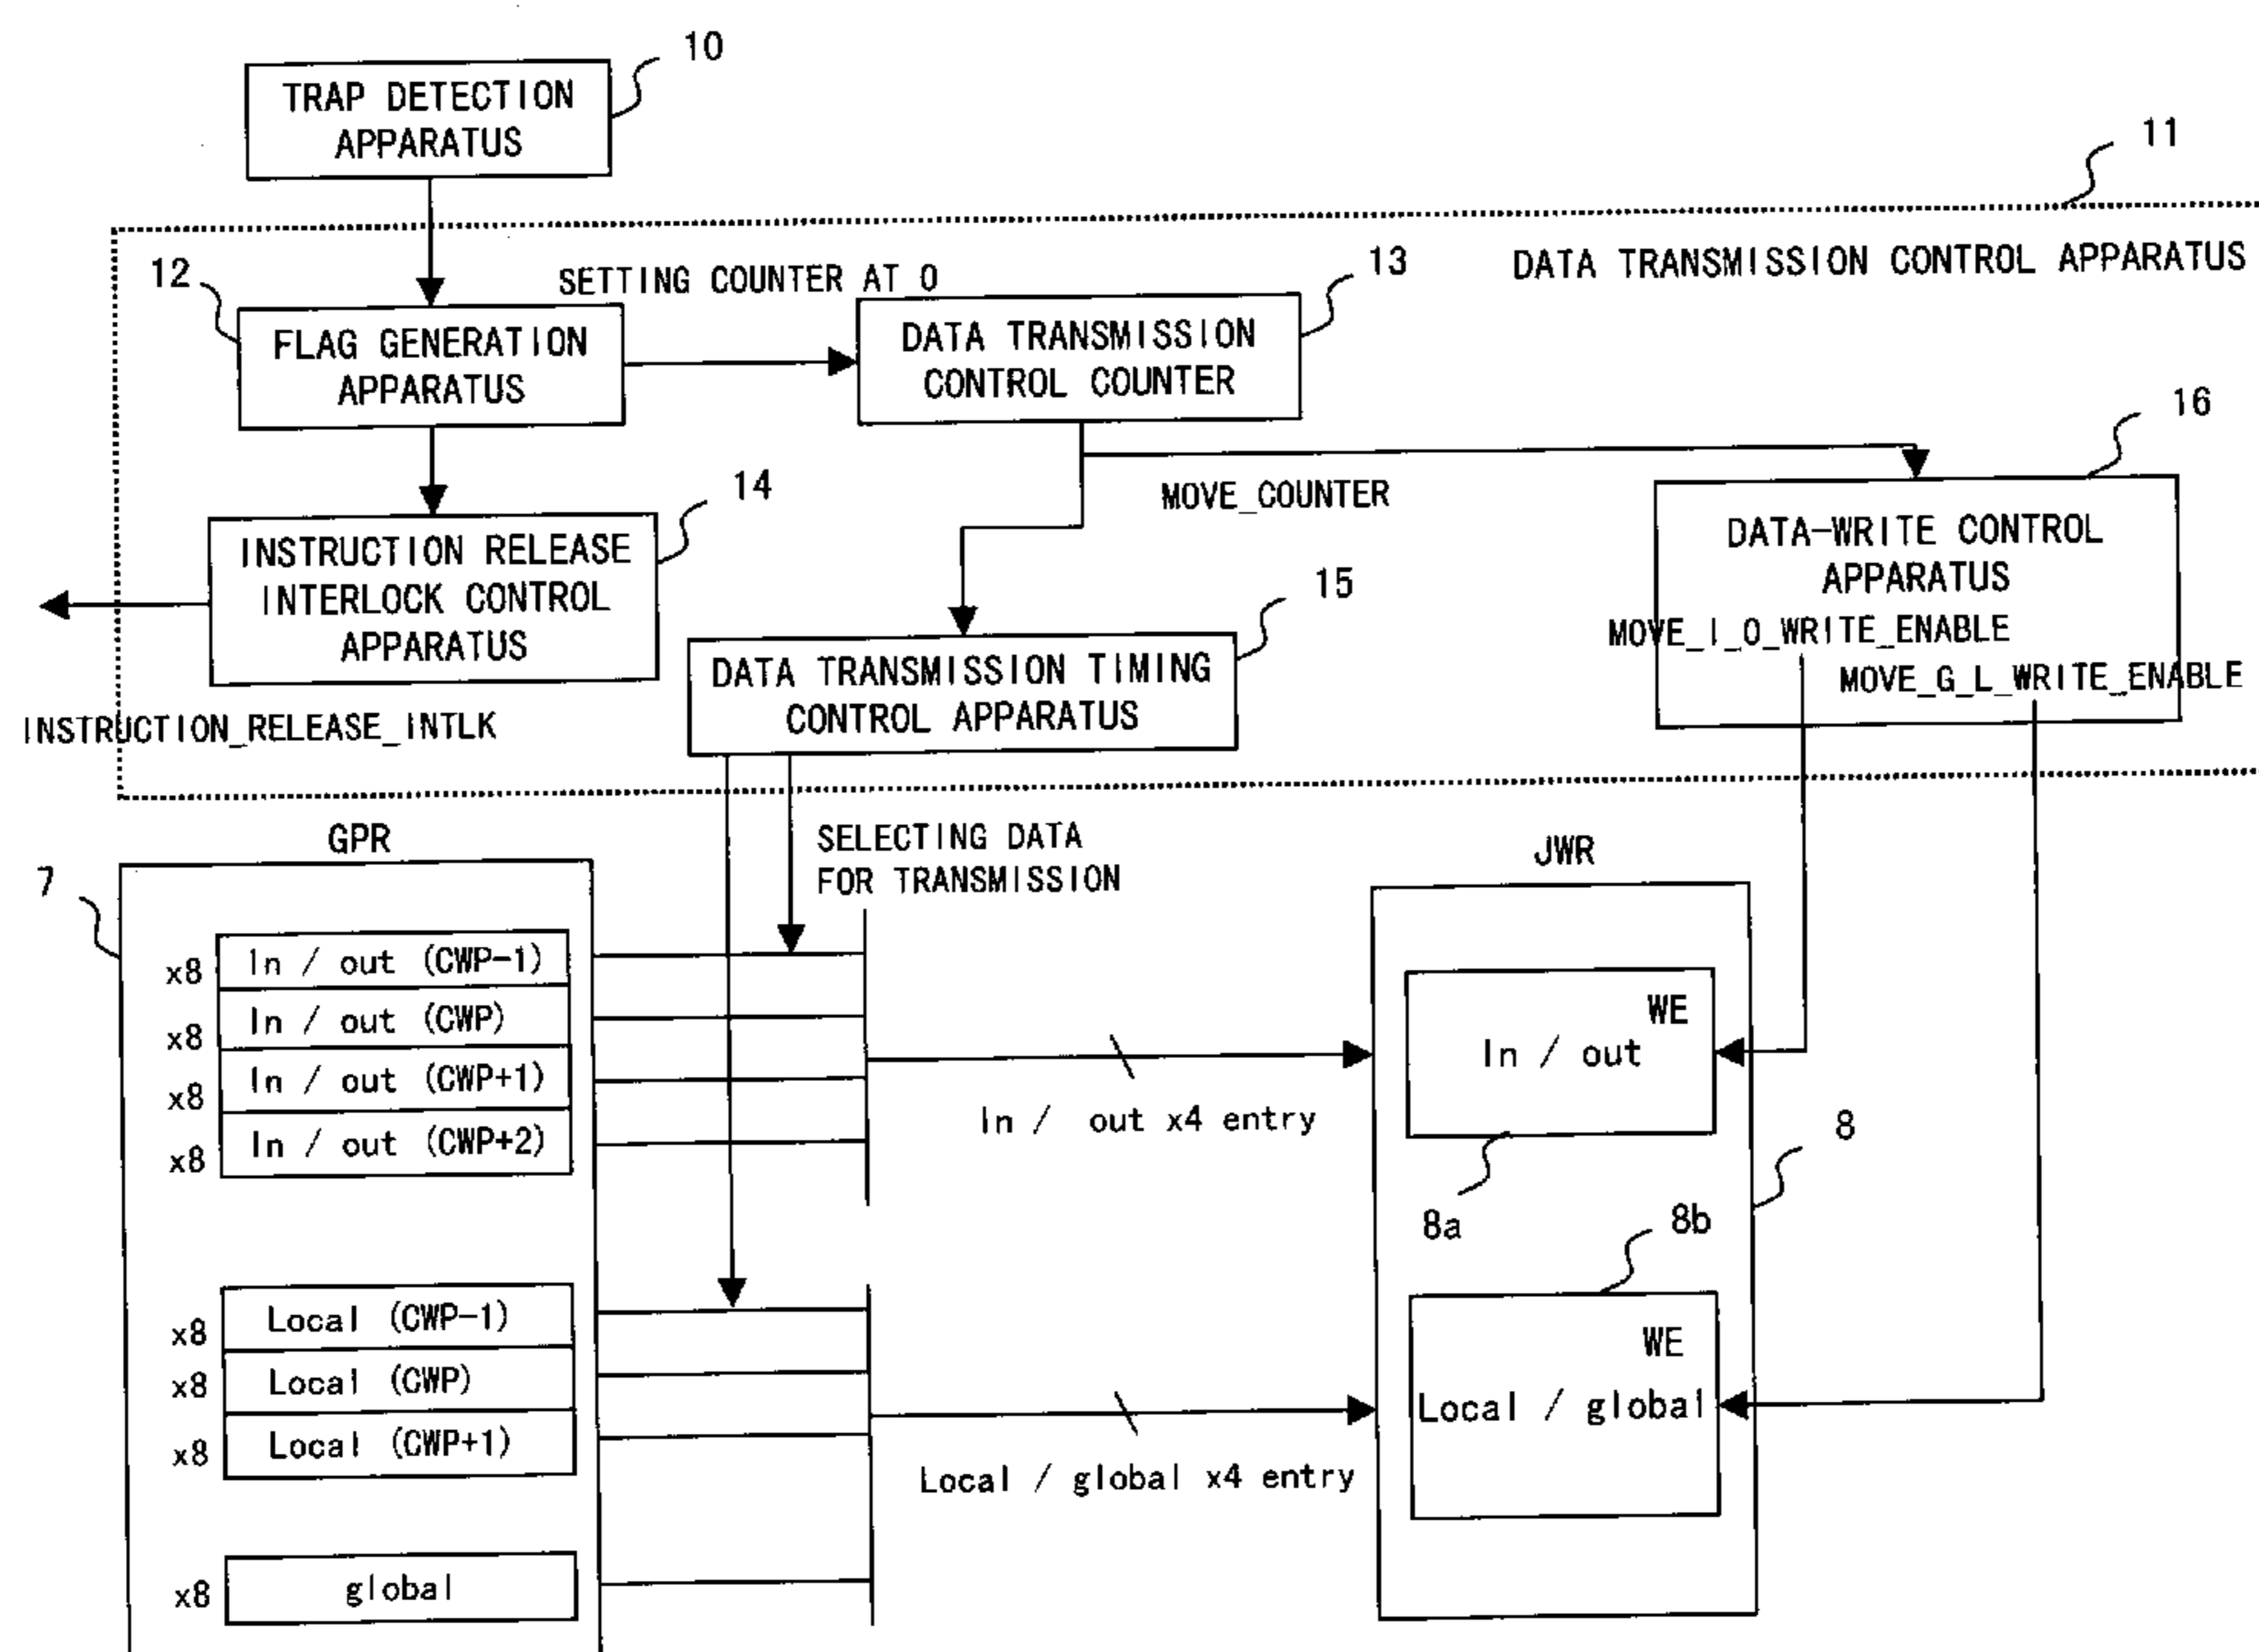 10
TRAP DETECTION
APPARATUS
11
DATA TRANSMISSION CONTROL APPARATUS
12
SETTING COUNTER AT 0
13
FLAG GENERATION
APPARATUS
DATA TRANSMISSION
CONTROL COUNTER
16
14
MOVE_COUNTER
INSTRUCTION RELEASE
INTERLOCK CONTROL
APPARATUS
DATA-WRITE CONTROL
APPARATUS
MOVE_I_O_WRITE_ENABLE
MOVE_G_L_WRITE_ENABLE
15
DATA TRANSMISSION TIMING
CONTROL APPARATUS
INSTRUCTION_RELEASE_INTLK
GPR
SELECTING DATA
FOR TRANSMISSION
JWR
7
x8 In / out (CWP-1)
x8 In / out (CWP)
x8 In / out (CWP+1)
x8 In / out (CWP+2)
In / out x4 entry
WE
In / out
8a
8
8b
x8 Local (CWP-1)
x8 Local (CWP)
x8 Local (CWP+1)
Local / global x4 entry
WE
Local / global
x8 global